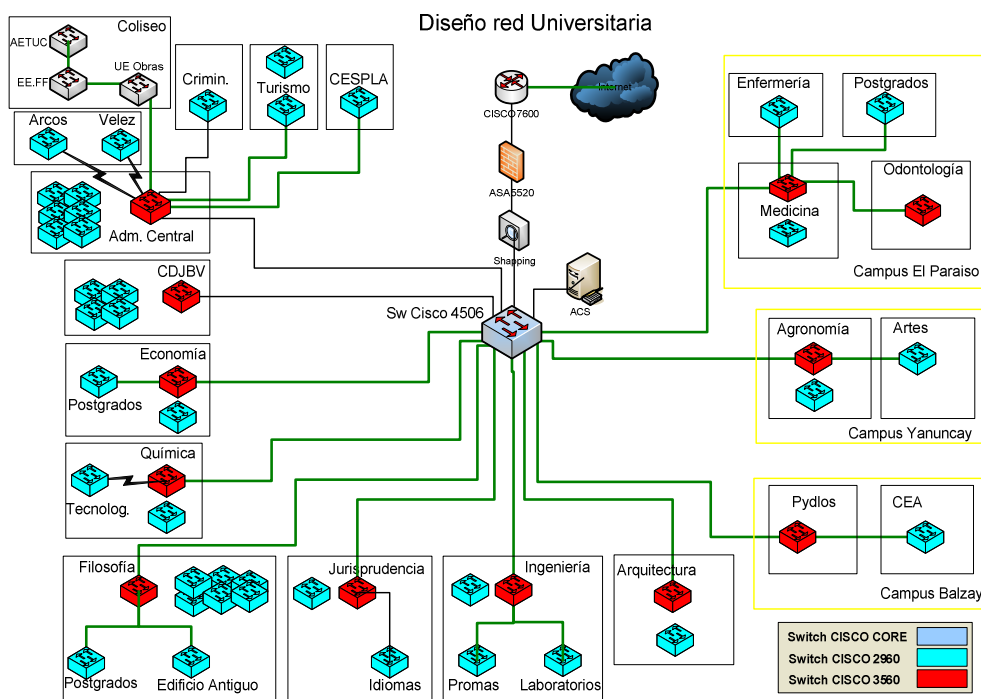 Diseño red Universitaria
Coliseo
AETUC
EE.FF
UE Obras
Crimin.
Turismo
CESPLA
Arcos
Velez
Adm. Central
CISCO7600
Internet
ASA5520
Shapping
ACS
Sw Cisco 4506
CDJBV
Economía
Postgrados
Química
Tecnolog.
Enfermería
Postgrados
Odontología
Medicina
Campus El Paraiso
Agronomía
Artes
Campus Yanuncay
Pydlos
CEA
Campus Balzay
Filosofía
Postgrados
Edificio Antiguo
Jurisprudencia
Idiomas
Ingeniería
Promas
Laboratorios
Arquitectura
Switch CISCO CORE
Switch CISCO 2960
Switch CISCO 3560